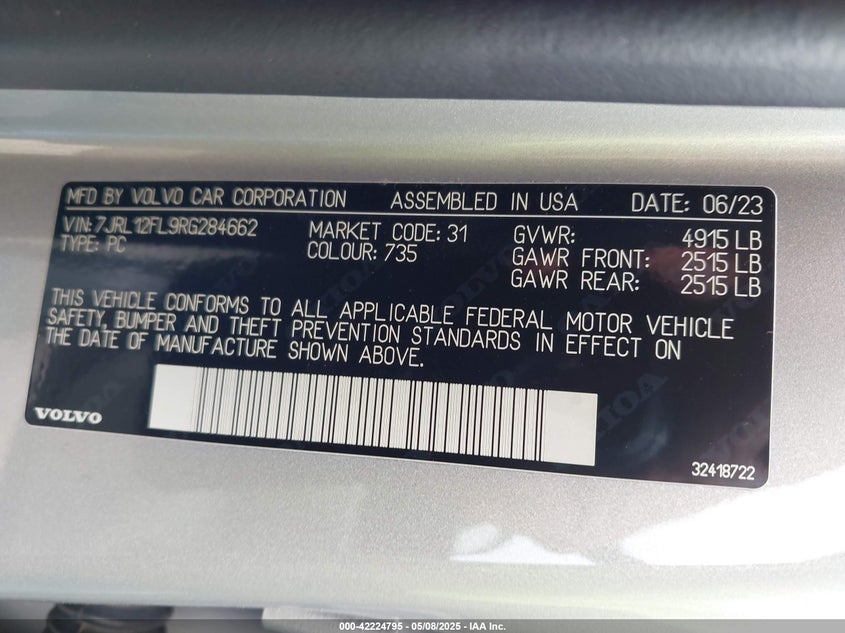 MFD BY VOLVO CAR CORPORATION ASSEMBLED IN USA DATE: 06/23
VIN:7JRL12FL9RG284662 MARKET CODE: 31 GVWR: 4915 LB
TYPE: PC COLOUR: 735 GAWR FRONT: 2515 LB
GAWR REAR: 2515 LB
THIS VEHICLE CONFORMS TO ALL APPLICABLE FEDERAL MOTOR VEHICLE
SAFETY, BUMPER AND THEFT PREVENTION STANDARDS IN EFFECT ON
THE DATE OF MANUFACTURE SHOWN ABOVE.
VOLVO
32418722
000-42224795 - 05/08/2025 - IAA Inc.